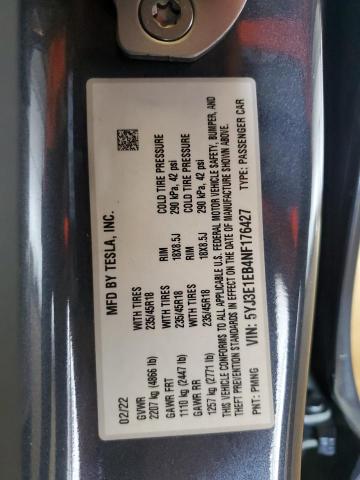 MFD BY TESLA, INC.
02/22
GVWR WITH TIRES RIM COLD TIRE PRESSURE
2207 kg (4866 lb) 235/45R18 18X8.5J 290 kPa, 42 psi
GAWR FRT WITH TIRES RIM COLD TIRE PRESSURE
1110 kg (2447 lb) 235/45R18 18X8.5J 290 kPa, 42 psi
GAWR RR
1257 kg (2771 lb)
THIS VEHICLE CONFORMS TO ALL APPLICABLE U.S. FEDERAL MOTOR VEHICLE SAFETY, BUMPER, AND
THEFT PREVENTION STANDARDS IN EFFECT ON THE DATE OF MANUFACTURE SHOWN ABOVE.
VIN: 5YJ3E1EB4NF176427
PNT: PMNG TYPE: PASSENGER CAR